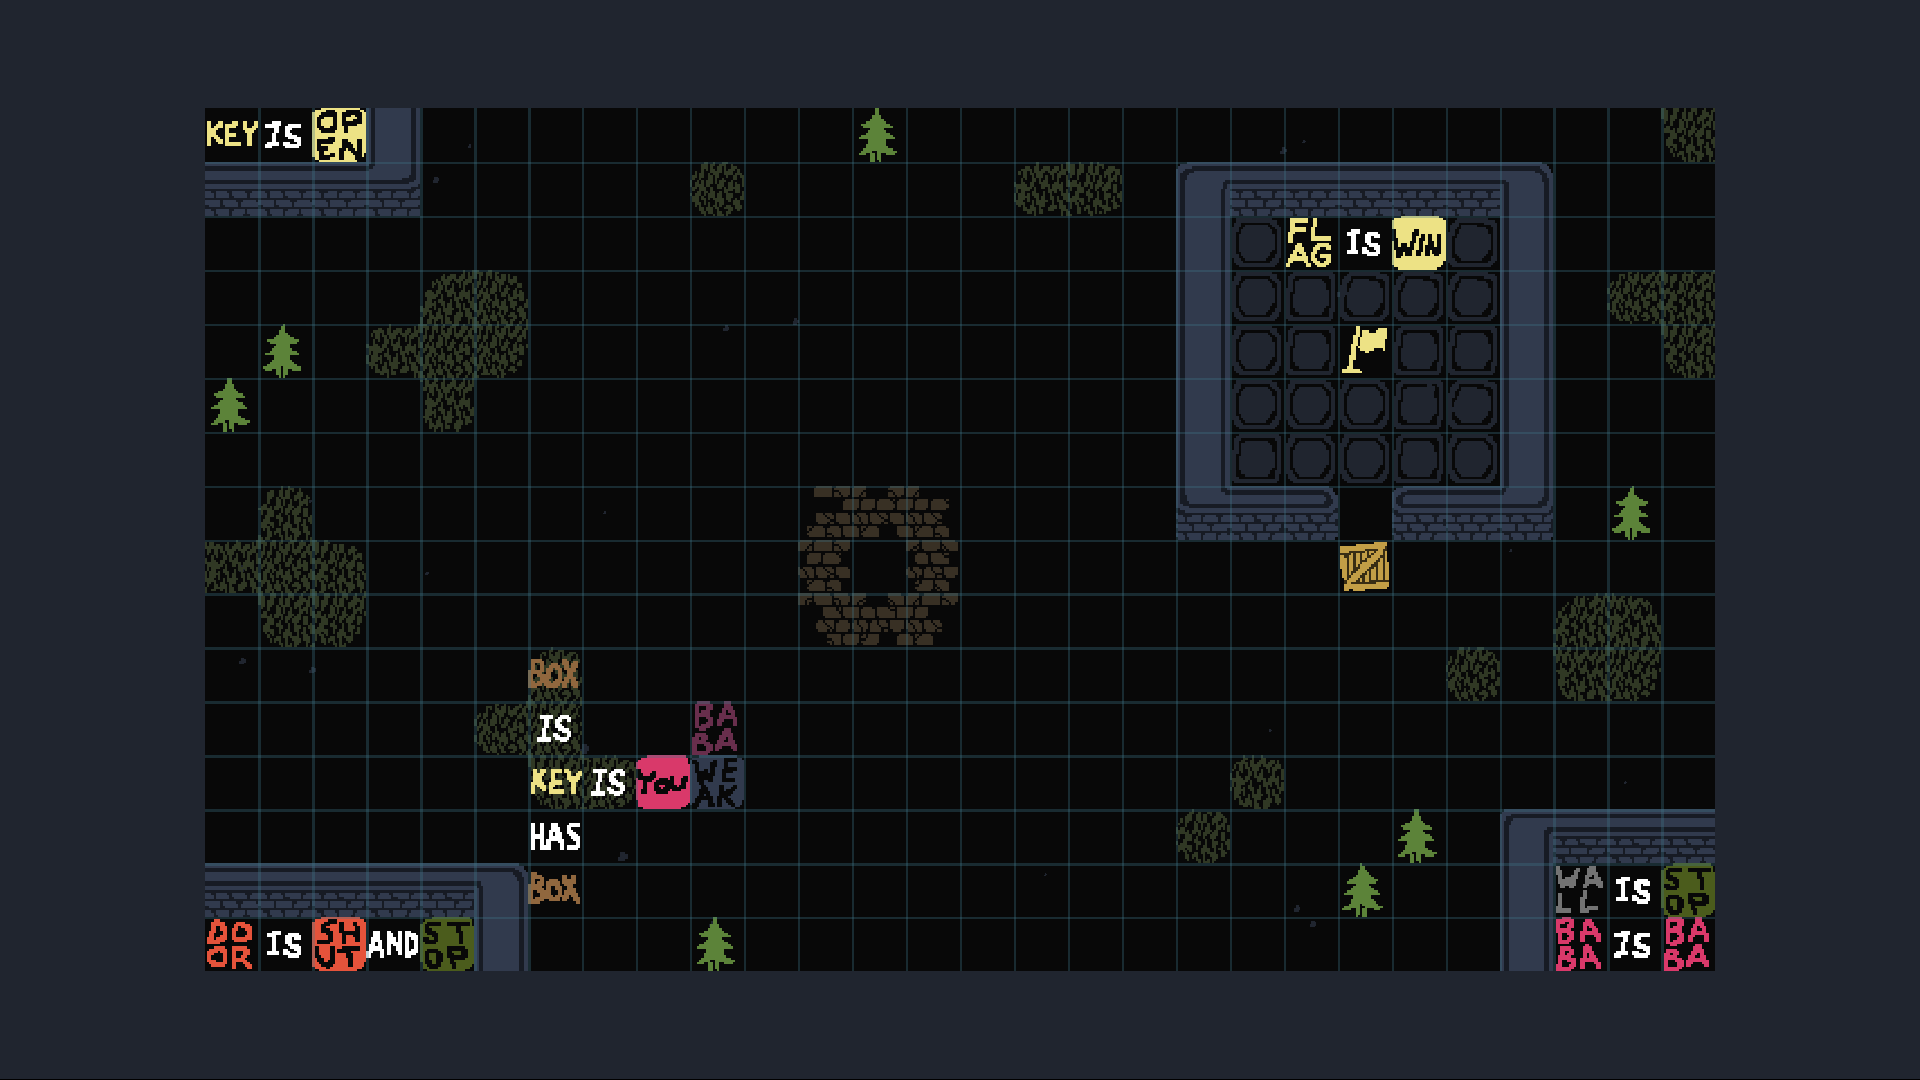 KEY IS OPEN
FLAG IS WIN
BOX
IS
BABA
KEY IS YOU WEAK
HAS
BOX
WALL IS STOP
DOOR IS SHUT AND STOP
BABA IS BABA